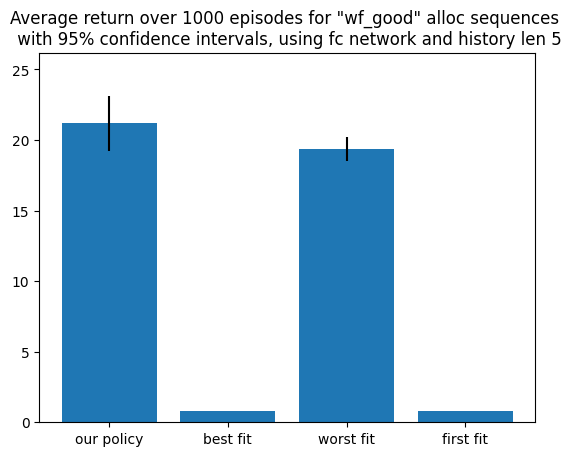 Average return over 1000 episodes for "wf_good" alloc sequences
with 95% confidence intervals, using fc network and history len 5
25
20
15
10
5
0
our policy best fit worst fit first fit